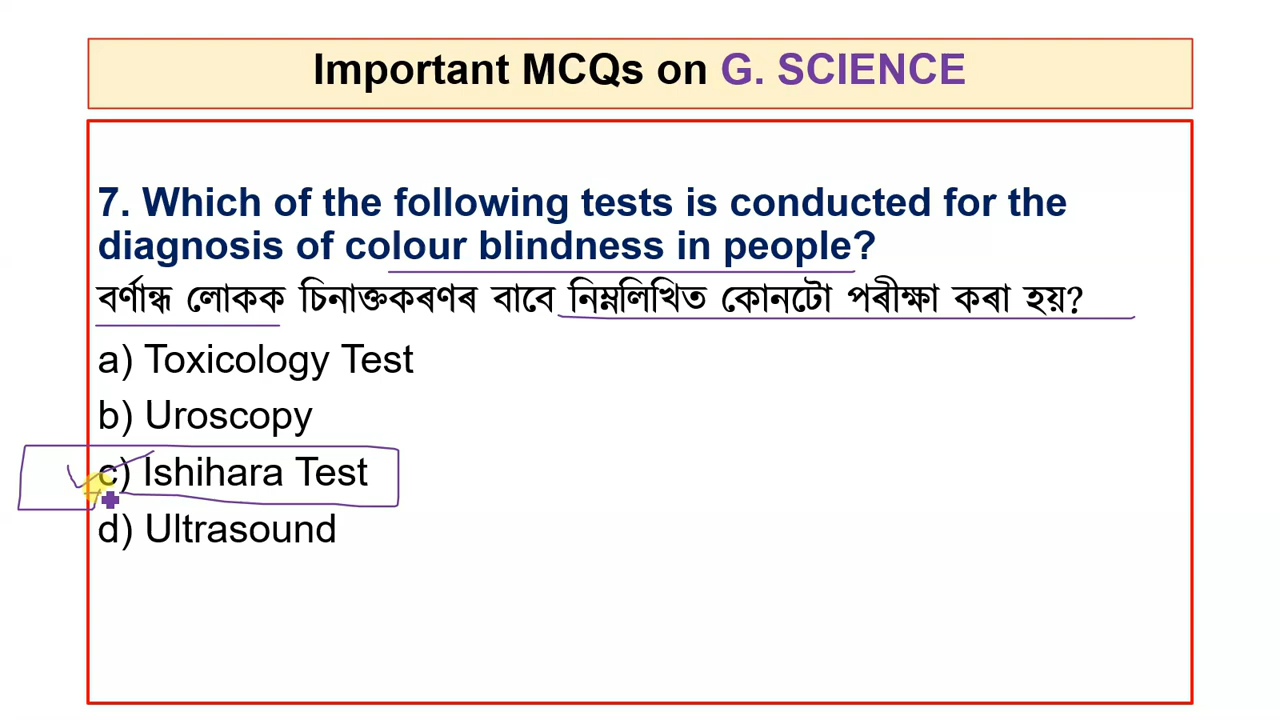 Important MCQs on G. SCIENCE
7. Which of the following tests is conducted for the
diagnosis of colour blindness in people?
বৰ্ণান্ধ লোকক চিনাক্তকৰণৰ বাবে নিম্নলিখিত কোনটো পৰীক্ষা কৰা হয়?
a) Toxicology Test
b) Uroscopy
c) Ishihara Test
d) Ultrasound